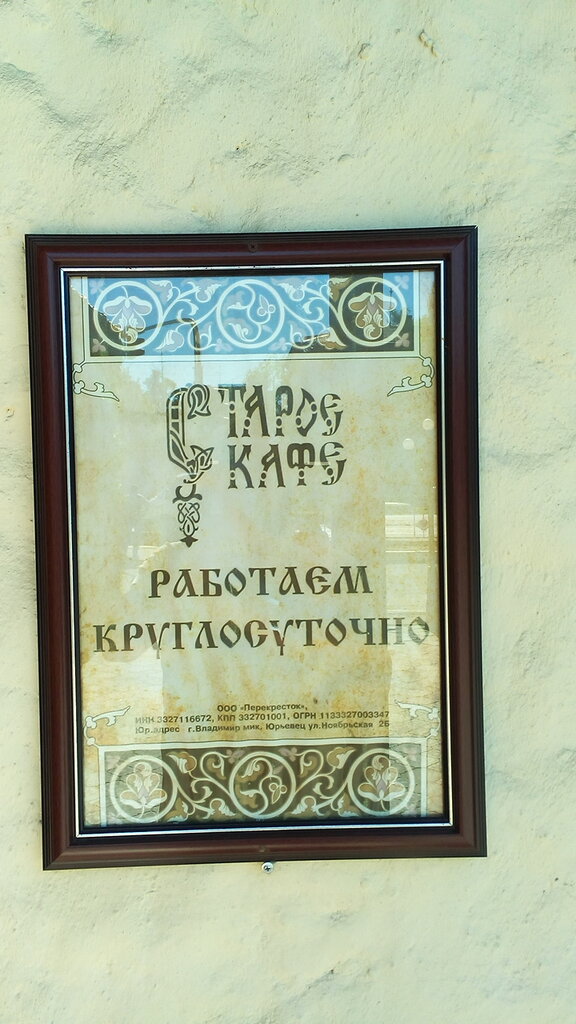 СТАРОЕ
КАФЕ
РАБОТАЕМ
КРУГЛОСУТОЧНО
ООО «Перекресток»,
ИНН 3327116672, КПП 332701001, ОГРН 1133327003347
Юр.адрес г.Владимир мик, Юрьевец ул.Ноябрьская 2Б